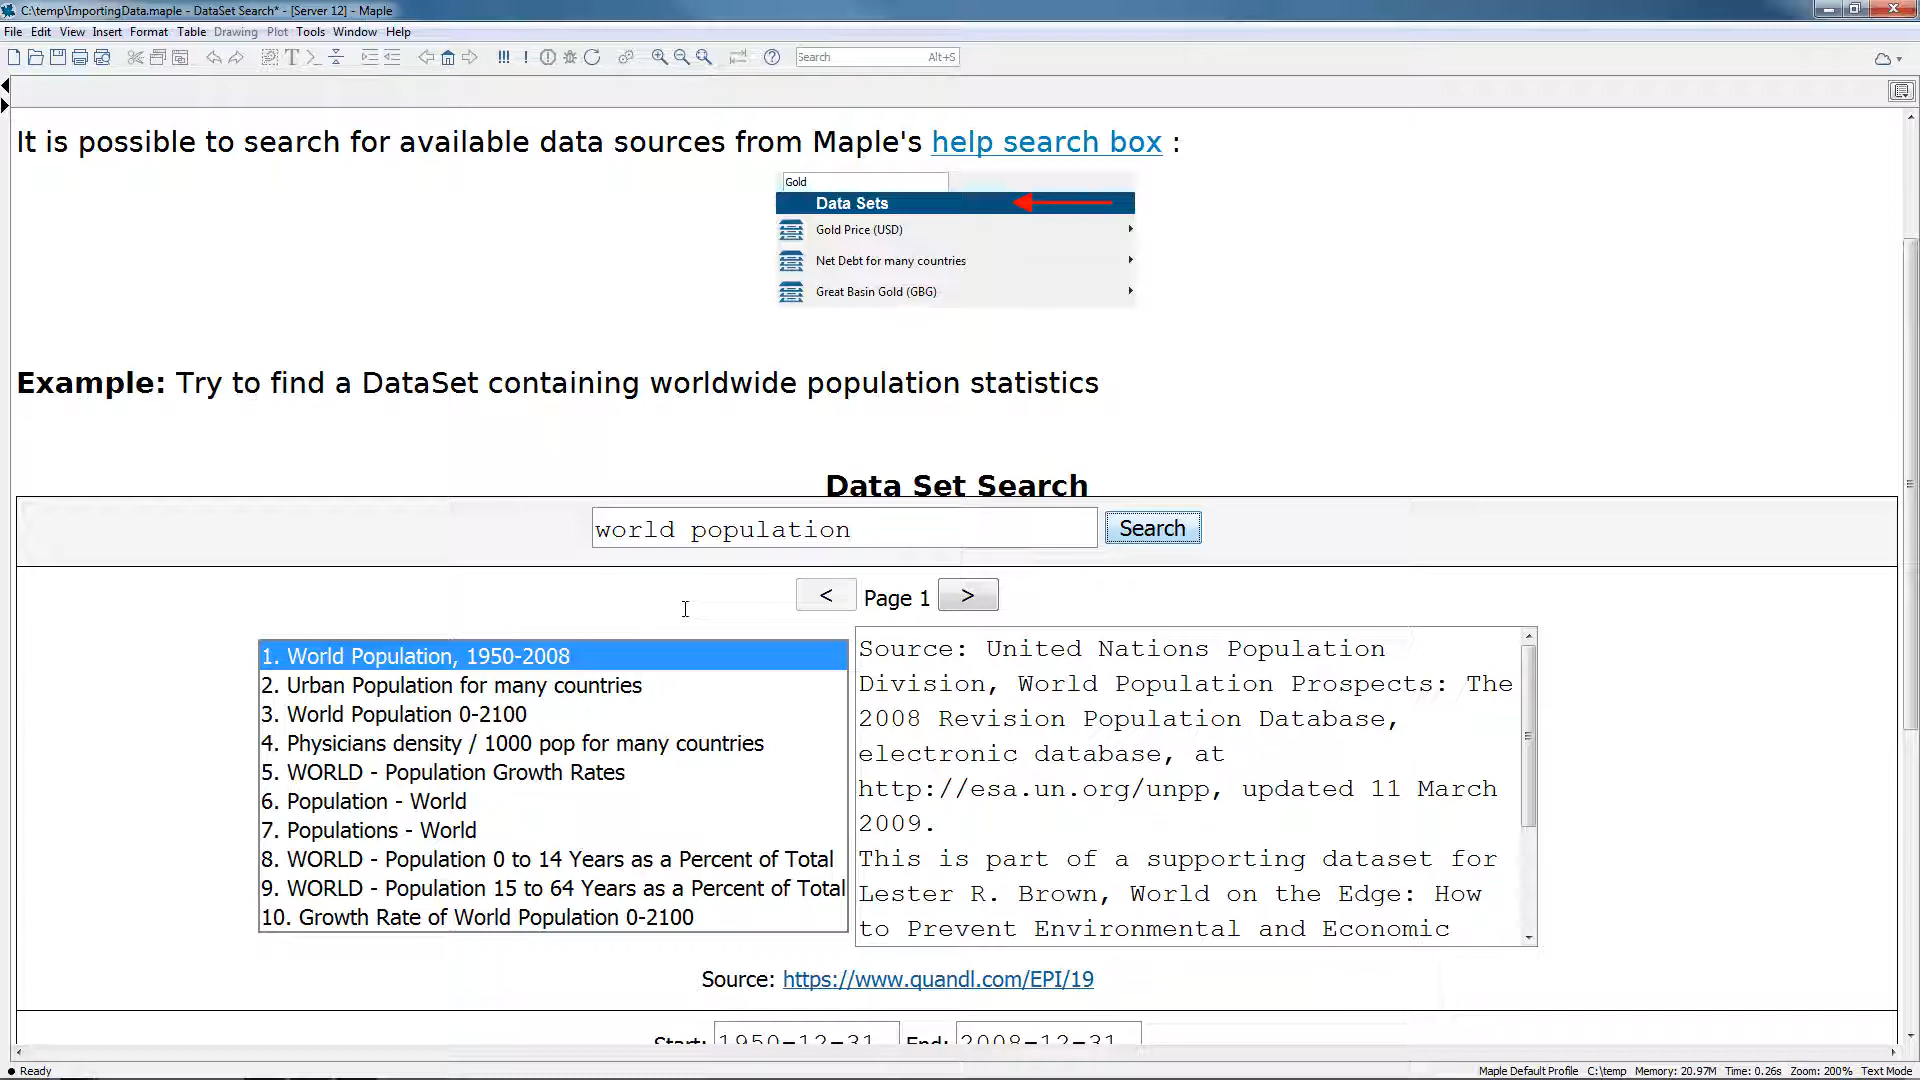 C:\temp\ImportingData.maple - DataSet Search* - [Server 12] - Maple
File Edit View Insert Format Table Drawing Plot Tools Window Help
Search Alt+S
It is possible to search for available data sources from Maple's help search box :
Gold
Data Sets
Gold Price (USD)
Net Debt for many countries
Great Basin Gold (GBG)
Example: Try to find a DataSet containing worldwide population statistics
Data Set Search
world population Search
< Page 1 >
1. World Population, 1950-2008
2. Urban Population for many countries
3. World Population 0-2100
4. Physicians density / 1000 pop for many countries
5. WORLD - Population Growth Rates
6. Population - World
7. Populations - World
8. WORLD - Population 0 to 14 Years as a Percent of Total
9. WORLD - Population 15 to 64 Years as a Percent of Total
10. Growth Rate of World Population 0-2100
Source: United Nations Population
Division, World Population Prospects: The
2008 Revision Population Database,
electronic database, at
http://esa.un.org/unpp, updated 11 March
2009.
This is part of a supporting dataset for
Lester R. Brown, World on the Edge: How
to Prevent Environmental and Economic
Source: https://www.quandl.com/EPI/19
Start: 1950-12-31 End: 2008-12-31
Ready
Maple Default Profile C:\temp Memory: 20.97M Time: 0.26s Zoom: 200% Text Mode